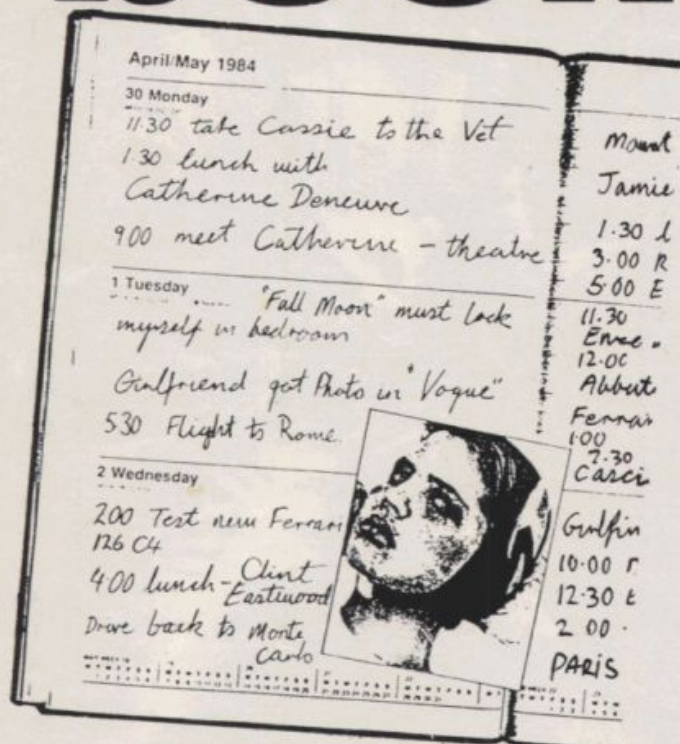 April/May 1984
30 Monday
11.30 take Cassie to the Vet
1.30 lunch with
Catherine Deneuve
900 meet Catherine – theatre
1 Tuesday
"Full Moon" must lock
myself in bedroom
Girlfriend got Photo in "Vogue"
530 Flight to Rome
2 Wednesday
200 Test new Ferrari
126 C4
400 lunch – Clint
Eastwood
Drive back to Monte
Carlo
Jamie
1.30 l
3.00 R
5.00 E
11.30
12.00
Ferrar
1.00
2.30
10.00
12.30 t
2 00
PARIS